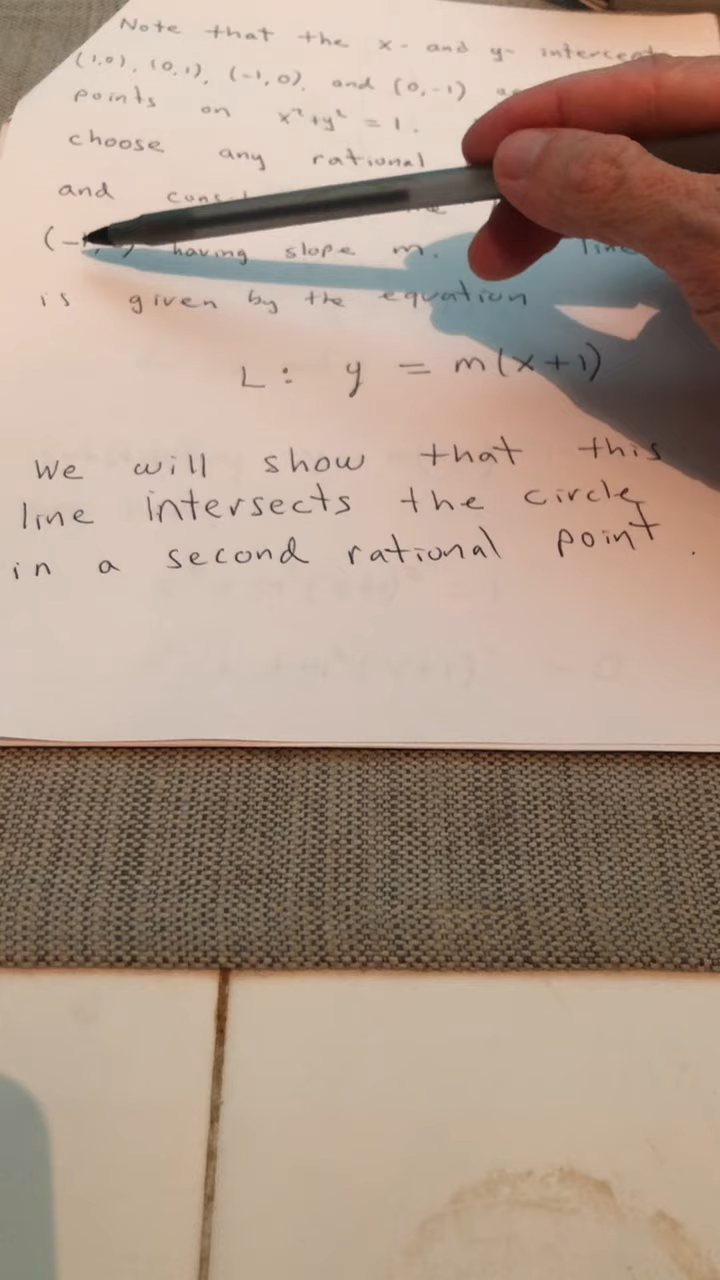 Note that the x- and y- intercept
(1,0), (0,1), (-1,0), and (0,-1)
points on x²+y² = 1.
choose any rational
and
having slope m. line
is given by the equation
L: y = m(x+1)
We will show that this
line intersects the circle
in a second rational point.